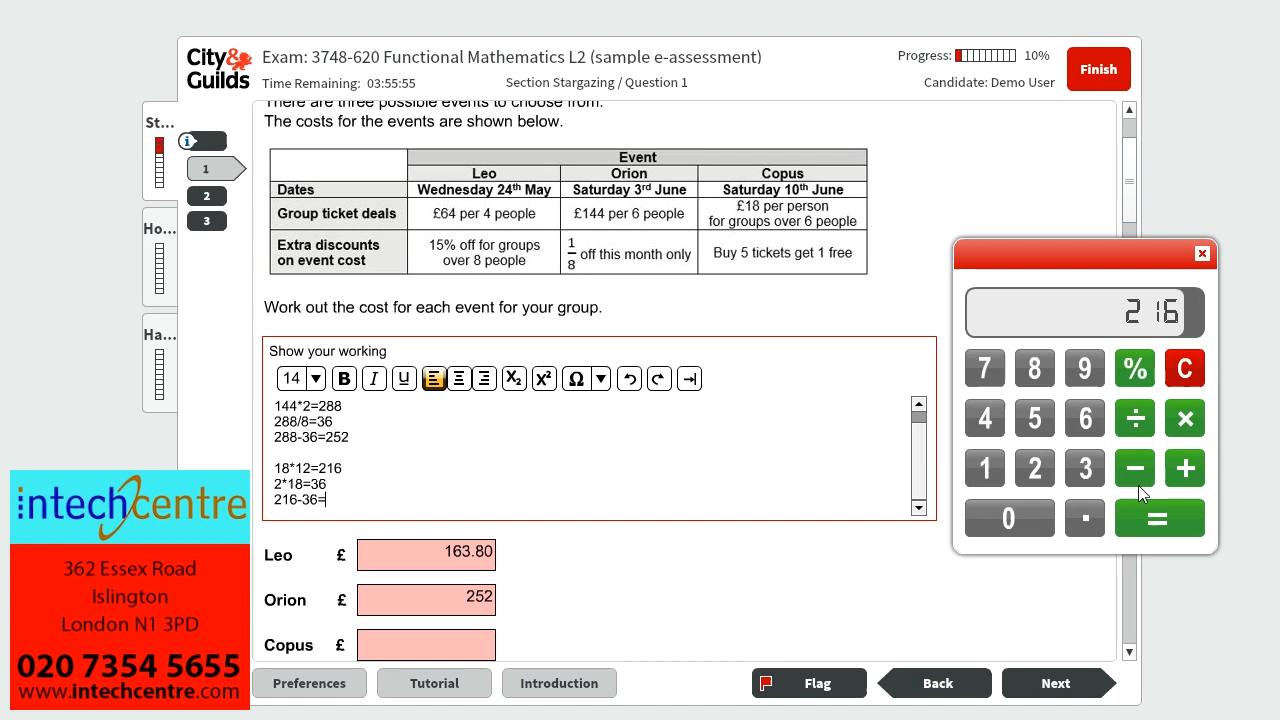 City&
Guilds
Exam: 3748-620 Functional Mathematics L2 (sample e-assessment)
Time Remaining: 03:55:55
Section Stargazing / Question 1
Progress:
10%
Candidate: Demo User
Finish
St...
Ho...
Ha...
i
1
2
3
There are three possible events to choose from.
The costs for the events are shown below.
Event
Leo
Orion
Copus
Dates
Wednesday 24th May
Saturday 3rd June
Saturday 10th June
Group ticket deals
£64 per 4 people
£144 per 6 people
£18 per person
for groups over 6 people
Extra discounts
on event cost
15% off for groups
over 8 people
1/8 off this month only
Buy 5 tickets get 1 free
Work out the cost for each event for your group.
Show your working
14
B
I
U
X2
X2
Ω
144*2=288
288/8=36
288-36=252
18*12=216
2*18=36
216-36=
Leo £ 163.80
Orion £ 252
Copus £
Preferences
Tutorial
Introduction
Flag
Back
Next
216
7 8 9 % C
4 5 6 ÷ ×
1 2 3 − +
0 . =
intechcentre
362 Essex Road
Islington
London N1 3PD
020 7354 5655
www.intechcentre.com